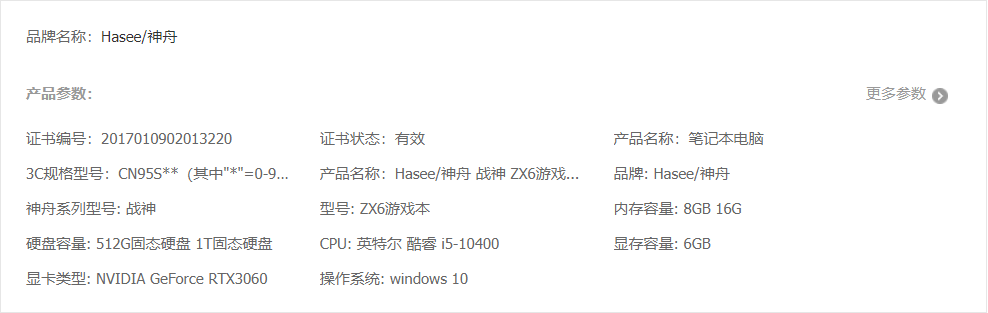 品牌名称：Hasee/神舟
产品参数： 更多参数
证书编号：2017010902013220 证书状态：有效 产品名称：笔记本电脑
3C规格型号：CN95S**（其中"*"=0-9... 产品名称：Hasee/神舟 战神 ZX6游戏... 品牌: Hasee/神舟
神舟系列型号: 战神 型号: ZX6游戏本 内存容量: 8GB 16G
硬盘容量: 512G固态硬盘 1T固态硬盘 CPU: 英特尔 酷睿 i5-10400 显存容量: 6GB
显卡类型: NVIDIA GeForce RTX3060 操作系统: windows 10